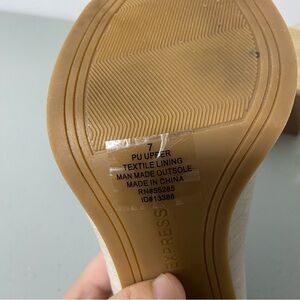 7
PU UPPER
TEXTILE LINING
MAN MADE OUTSOLE
MADE IN CHINA
RN#55285
ID#13388
EXPRESS